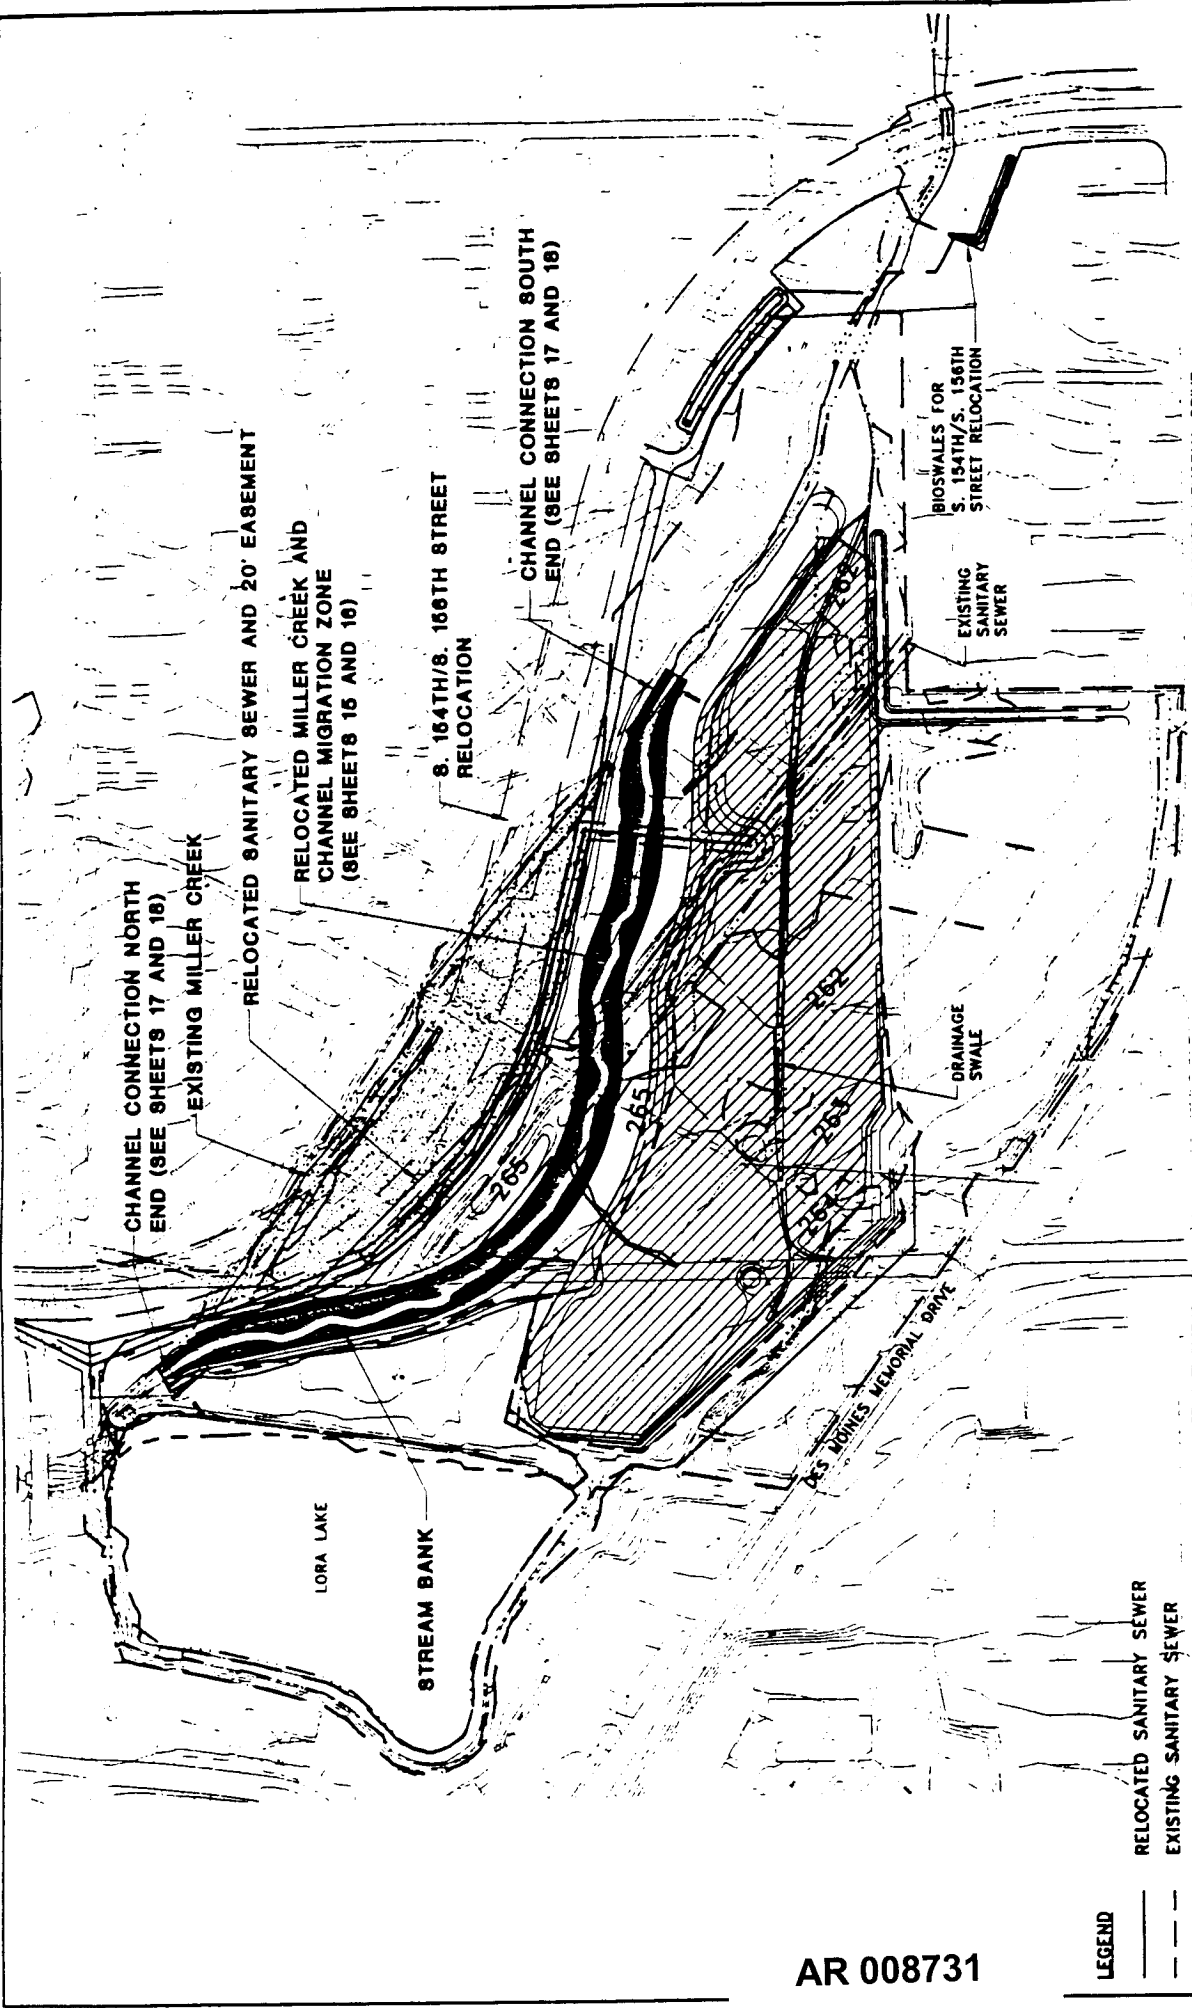 CHANNEL CONNECTION NORTH
END (SEE SHEETS 17 AND 18)
EXISTING MILLER CREEK
RELOCATED SANITARY SEWER AND 20' EASEMENT
RELOCATED MILLER CREEK AND
CHANNEL MIGRATION ZONE
(SEE SHEETS 15 AND 16)
S. 154TH/S. 156TH STREET
RELOCATION
CHANNEL CONNECTION SOUTH
END (SEE SHEETS 17 AND 18)
LORA LAKE
STREAM BANK
265
265
262
262
263
264
BIOSWALES FOR
S. 154TH/S. 156TH
STREET RELOCATION
EXISTING
SANITARY
SEWER
DRAINAGE
SWALE
DES MOINES MEMORIAL DRIVE
LEGEND
RELOCATED SANITARY SEWER
EXISTING SANITARY SEWER
AR 008731